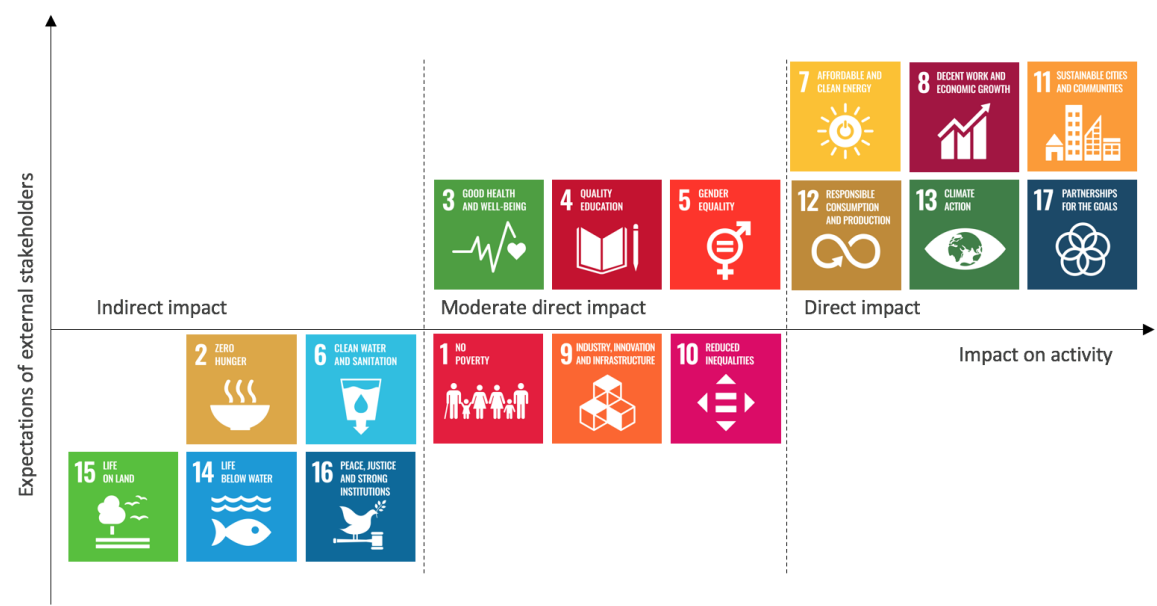 Expectations of external stakeholders
7 AFFORDABLE AND
CLEAN ENERGY
8 DECENT WORK AND
ECONOMIC GROWTH
11 SUSTAINABLE CITIES
AND COMMUNITIES
3 GOOD HEALTH
AND WELL-BEING
4 QUALITY
EDUCATION
5 GENDER
EQUALITY
12 RESPONSIBLE
CONSUMPTION
AND PRODUCTION
13 CLIMATE
ACTION
17 PARTNERSHIPS
FOR THE GOALS
Indirect impact
Moderate direct impact
Direct impact
Impact on activity
2 ZERO
HUNGER
6 CLEAN WATER
AND SANITATION
1 NO
POVERTY
9 INDUSTRY, INNOVATION
AND INFRASTRUCTURE
10 REDUCED
INEQUALITIES
15 LIFE
ON LAND
14 LIFE
BELOW WATER
16 PEACE, JUSTICE
AND STRONG
INSTITUTIONS